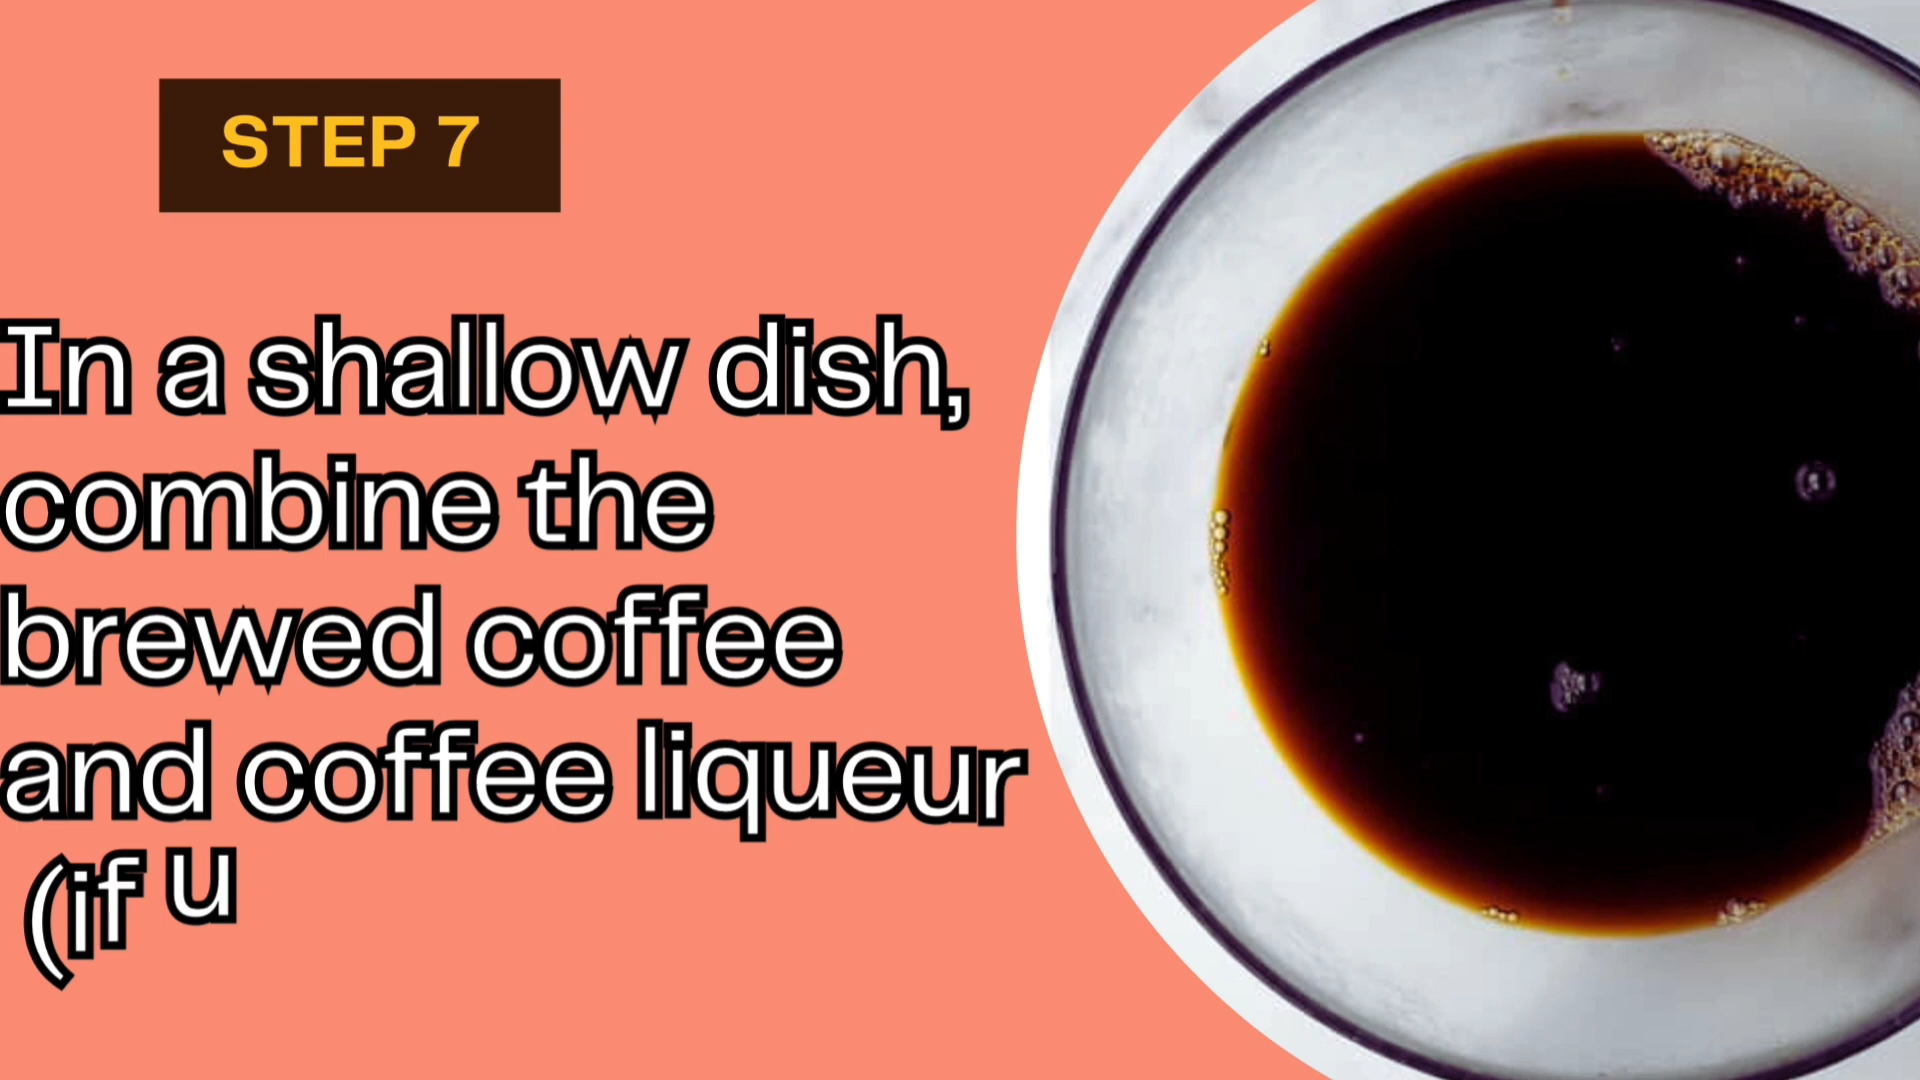 STEP 7
In a shallow dish,
combine the
brewed coffee
and coffee liqueur
(if u